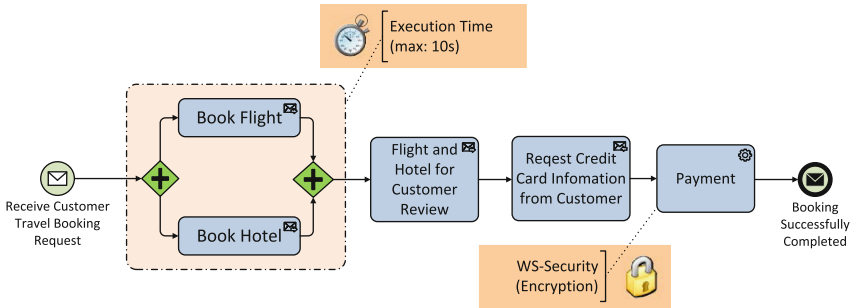 Execution Time
(max: 10s)
Book Flight
Flight and
Hotel for
Customer
Review
Reqest Credit
Card Infomation
from Customer
Payment
Receive Customer
Travel Booking
Request
Book Hotel
Booking
Successfully
Completed
WS-Security
(Encryption)